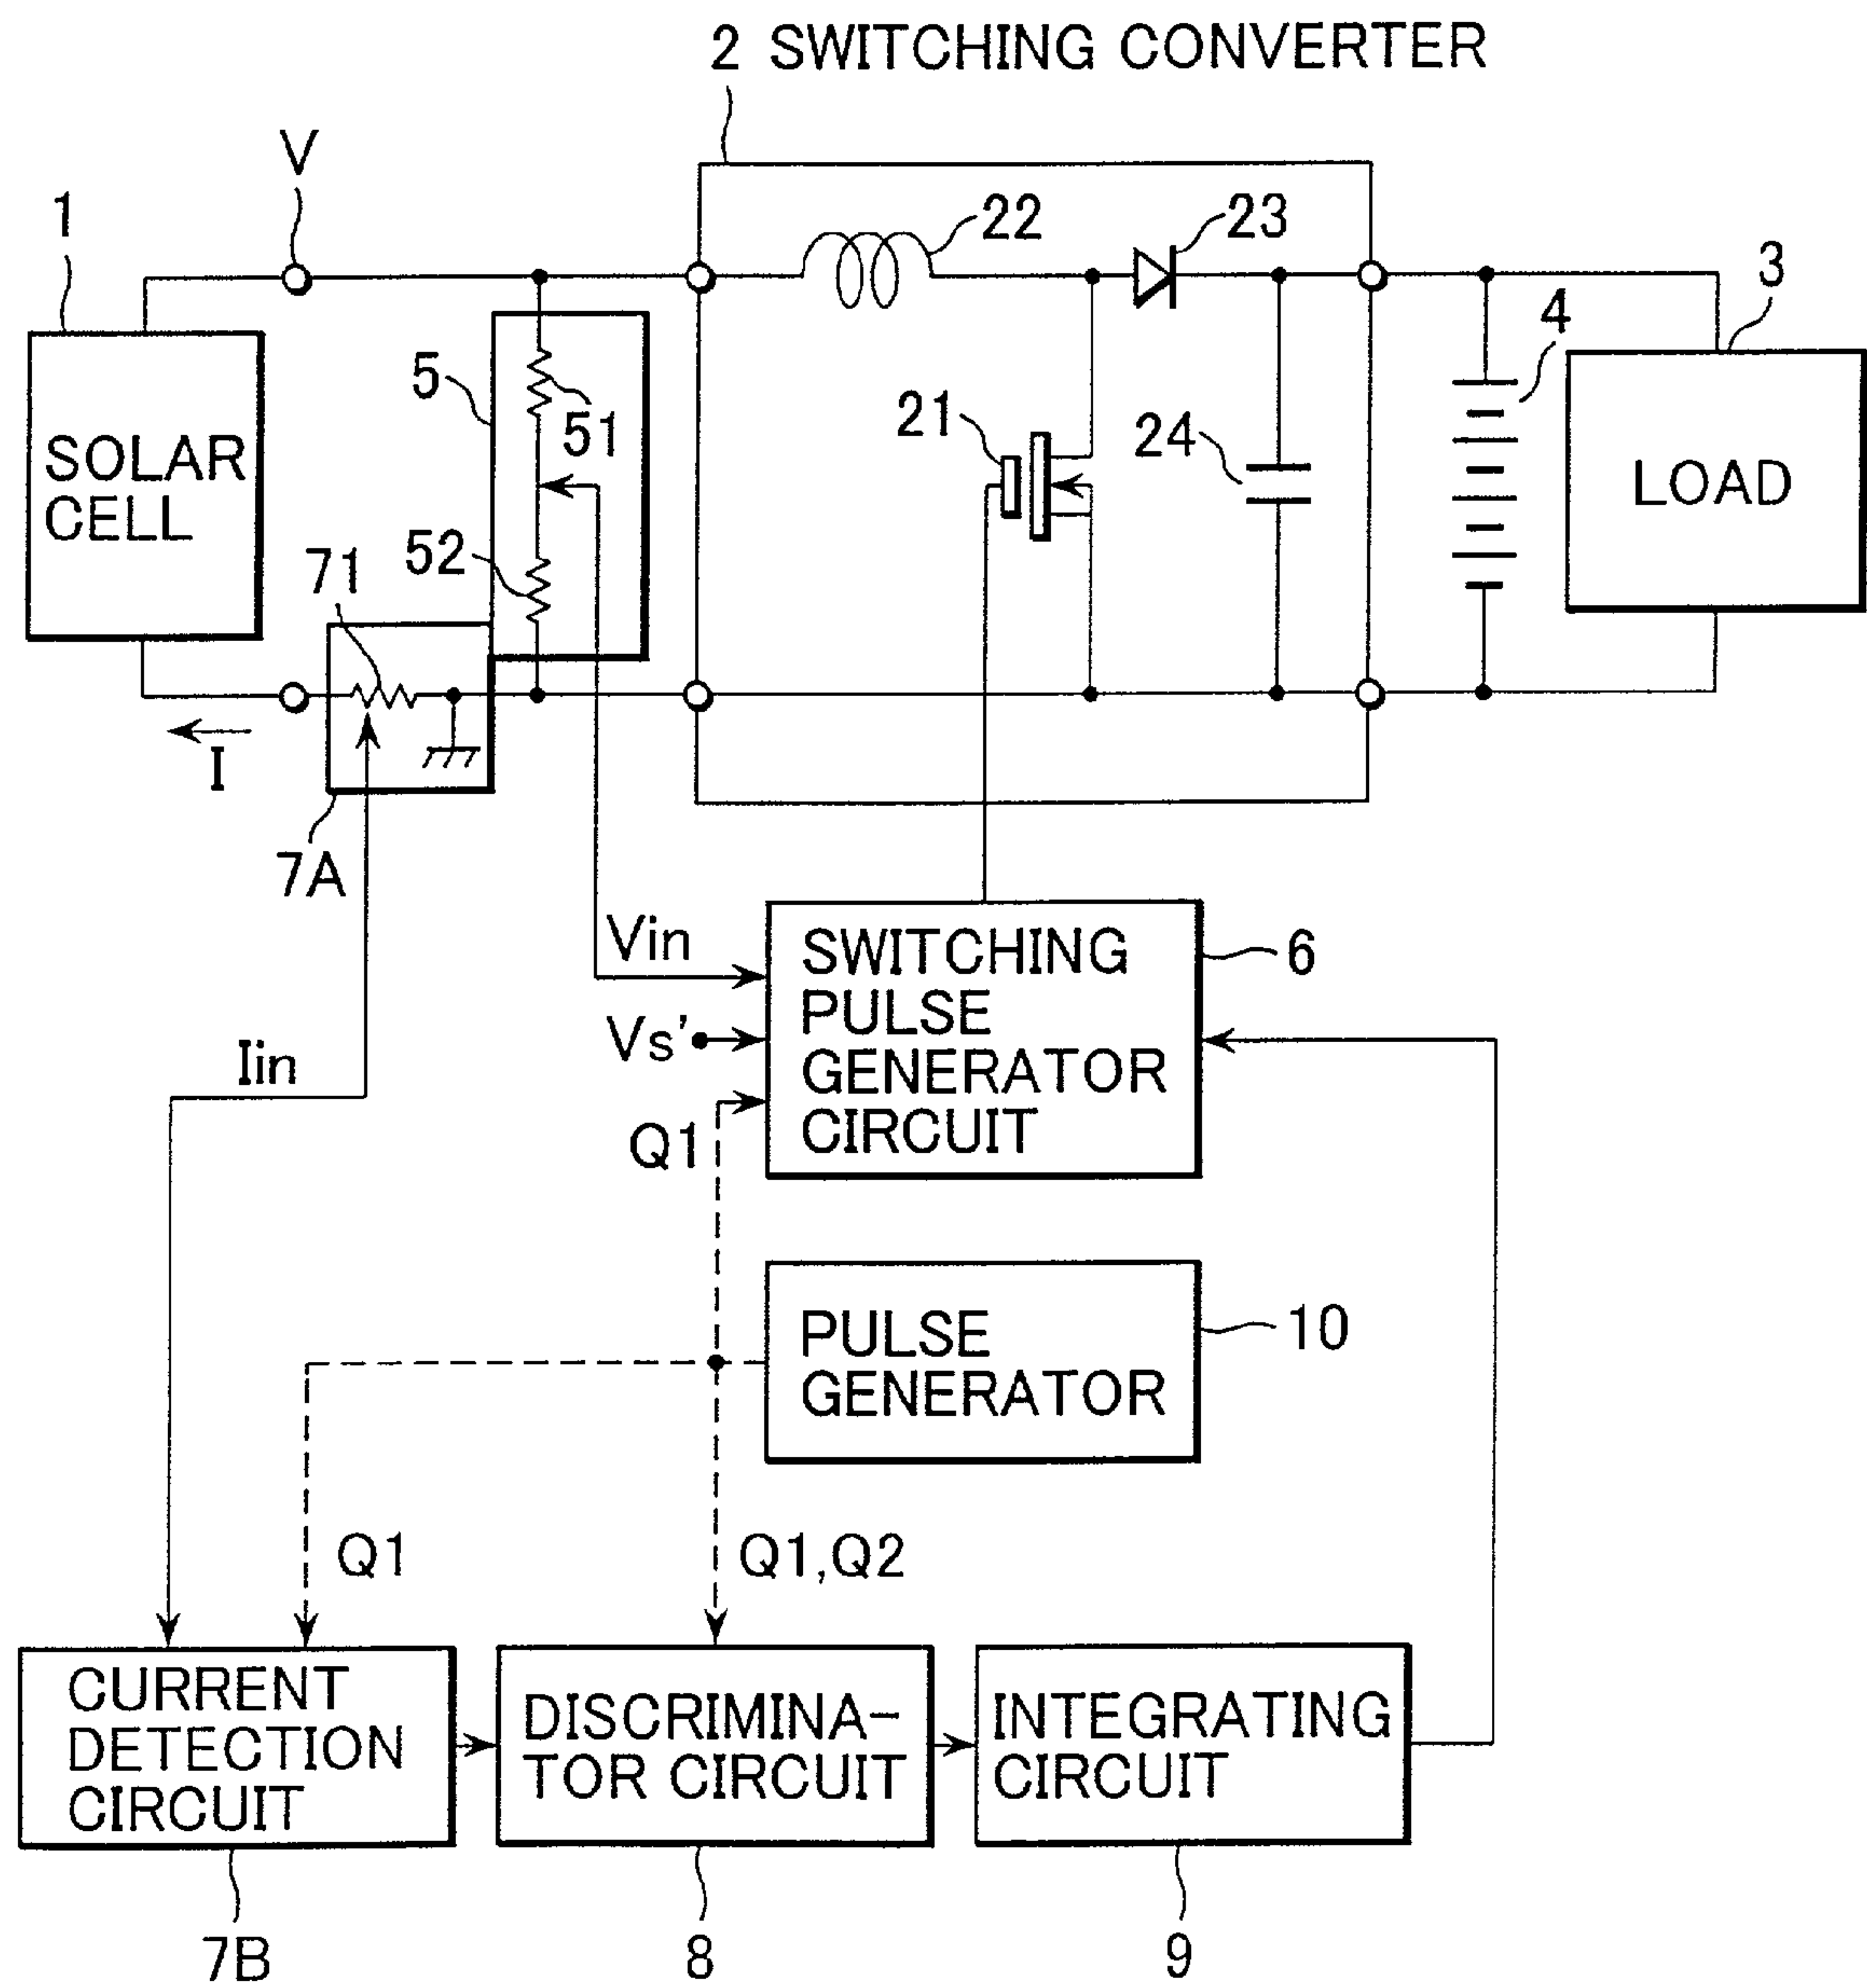 2 SWITCHING CONVERTER
V
1
22
23
3
4
5
51
21
24
SOLAR
CELL
LOAD
52
71
I
7A
Vin
SWITCHING
PULSE
GENERATOR
CIRCUIT
6
Vs'
Iin
Q1
PULSE
GENERATOR
10
Q1
Q1,Q2
CURRENT
DETECTION
CIRCUIT
DISCRIMINA-
TOR CIRCUIT
INTEGRATING
CIRCUIT
7B
8
9